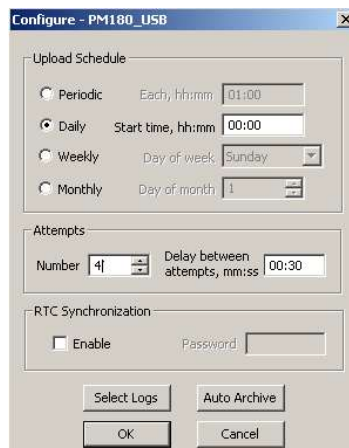 Configure - PM180_USB
Upload Schedule
Periodic Each, hh:mm 01:00
Daily Start time, hh:mm 00:00
Weekly Day of week Sunday
Monthly Day of month 1
Attempts
Number 4 Delay between
attempts, mm:ss 00:30
RTC Synchronization
Enable Password
Select Logs Auto Archive
OK Cancel